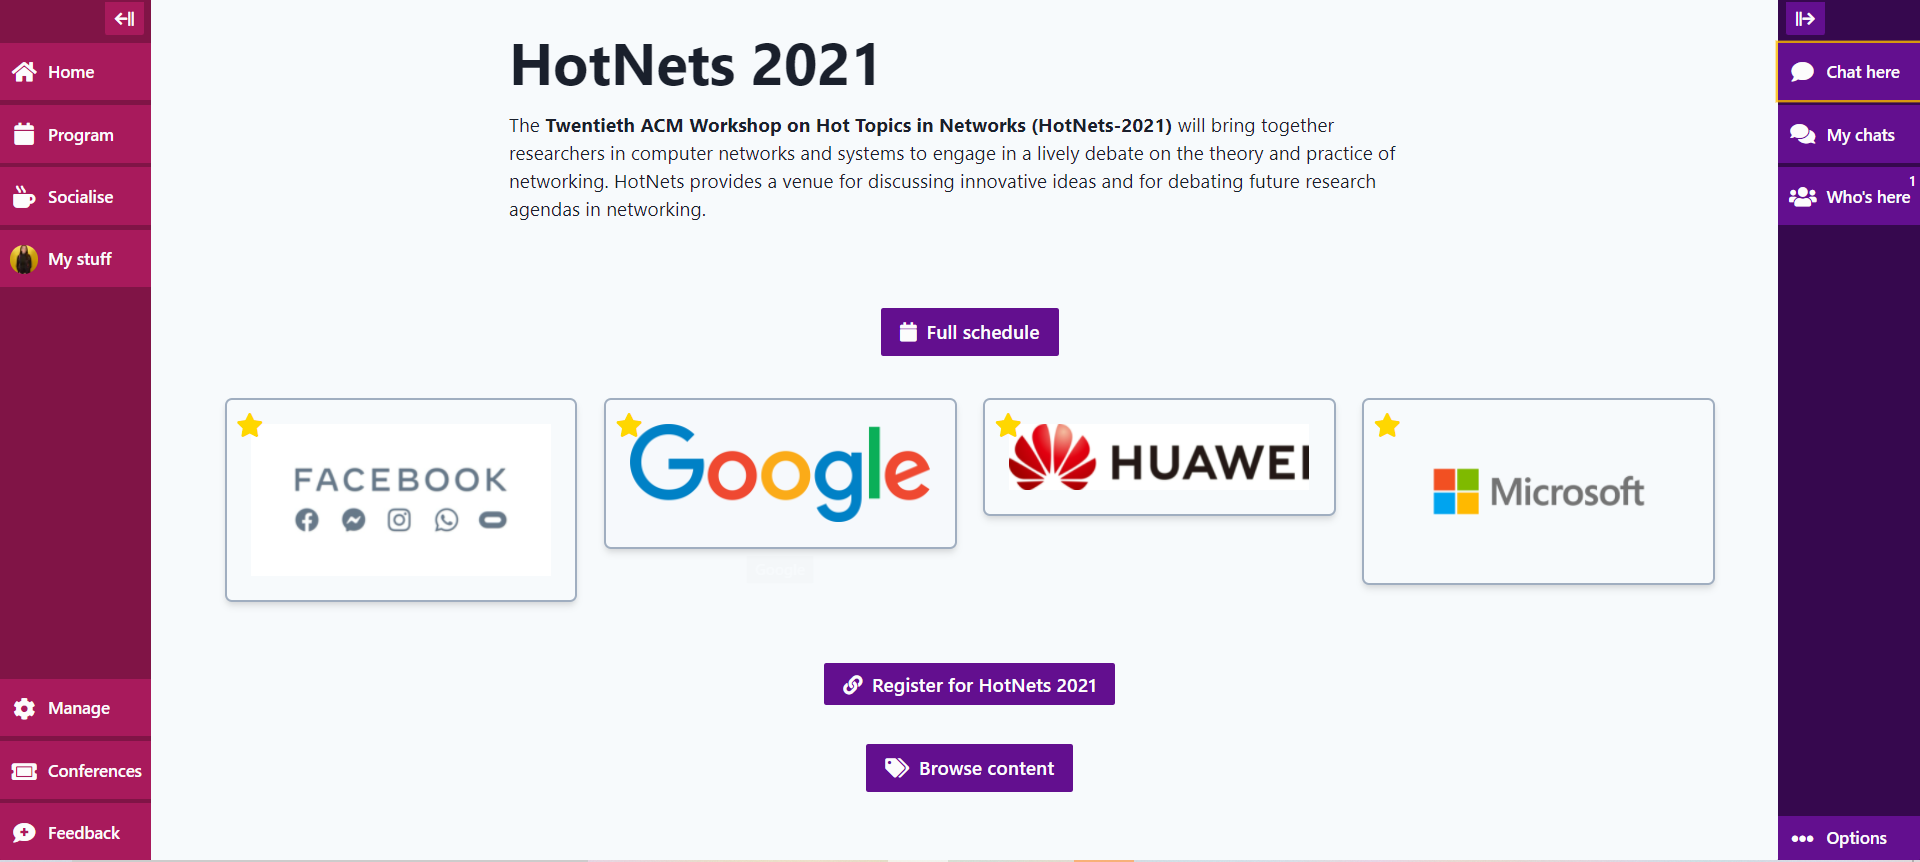 Home
Program
Socialise
My stuff
Manage
Conferences
Feedback
HotNets 2021
The Twentieth ACM Workshop on Hot Topics in Networks (HotNets-2021) will bring together
researchers in computer networks and systems to engage in a lively debate on the theory and practice of
networking. HotNets provides a venue for discussing innovative ideas and for debating future research
agendas in networking.
Full schedule
FACEBOOK
Google
HUAWEI
Microsoft
Register for HotNets 2021
Browse content
Chat here
My chats
1
Who's here
Options